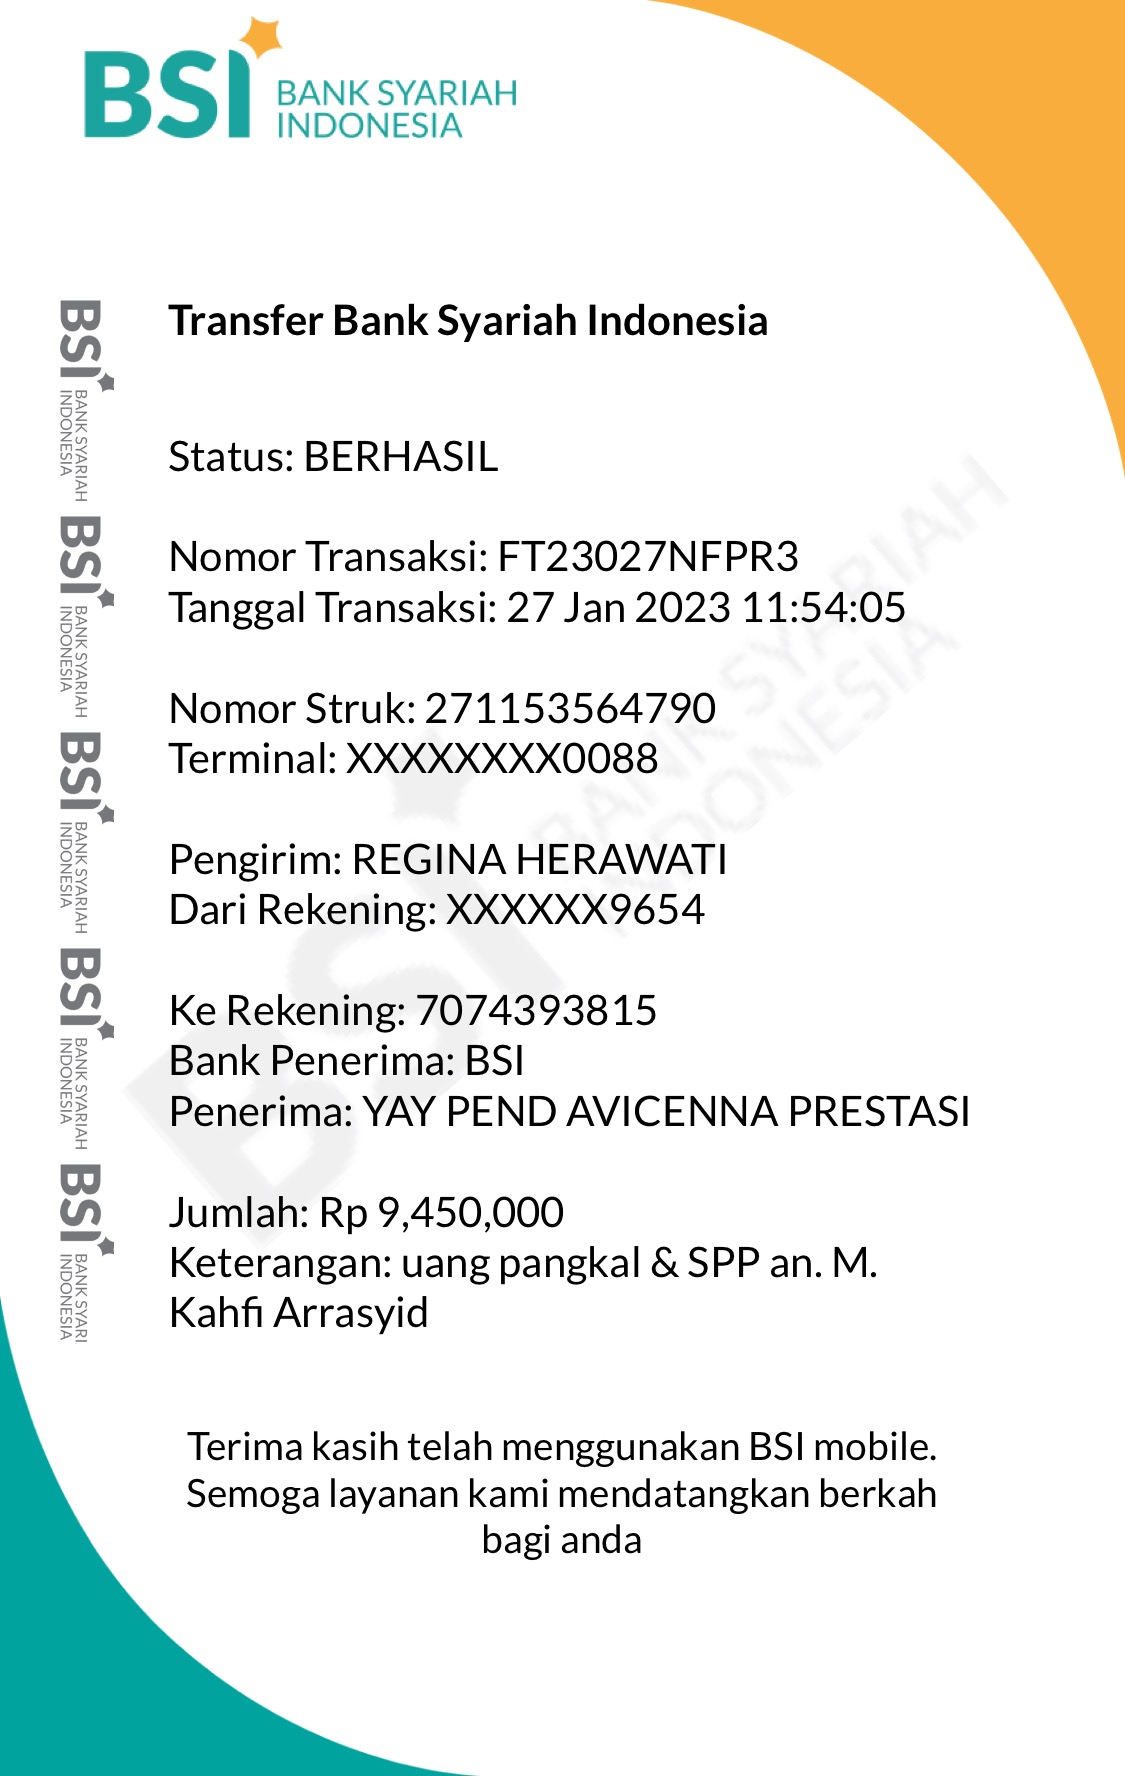 BSI BANK SYARIAH
INDONESIA
Transfer Bank Syariah Indonesia
Status: BERHASIL
Nomor Transaksi: FT23027NFPR3
Tanggal Transaksi: 27 Jan 2023 11:54:05
Nomor Struk: 271153564790
Terminal: XXXXXXXX0088
Pengirim: REGINA HERAWATI
Dari Rekening: XXXXXX9654
Ke Rekening: 7074393815
Bank Penerima: BSI
Penerima: YAY PEND AVICENNA PRESTASI
Jumlah: Rp 9,450,000
Keterangan: uang pangkal & SPP an. M.
Kahfi Arrasyid
Terima kasih telah menggunakan BSI mobile.
Semoga layanan kami mendatangkan berkah
bagi anda
BSI BANK SYARIAH
INDONESIA
BSI BANK SYARIAH
INDONESIA
BSI BANK SYARIAH
INDONESIA
BSI BANK SYARIAH
INDONESIA
BSI BANK SYARI
INDONESIA
BSI BANK SYARIAH
INDONESIA